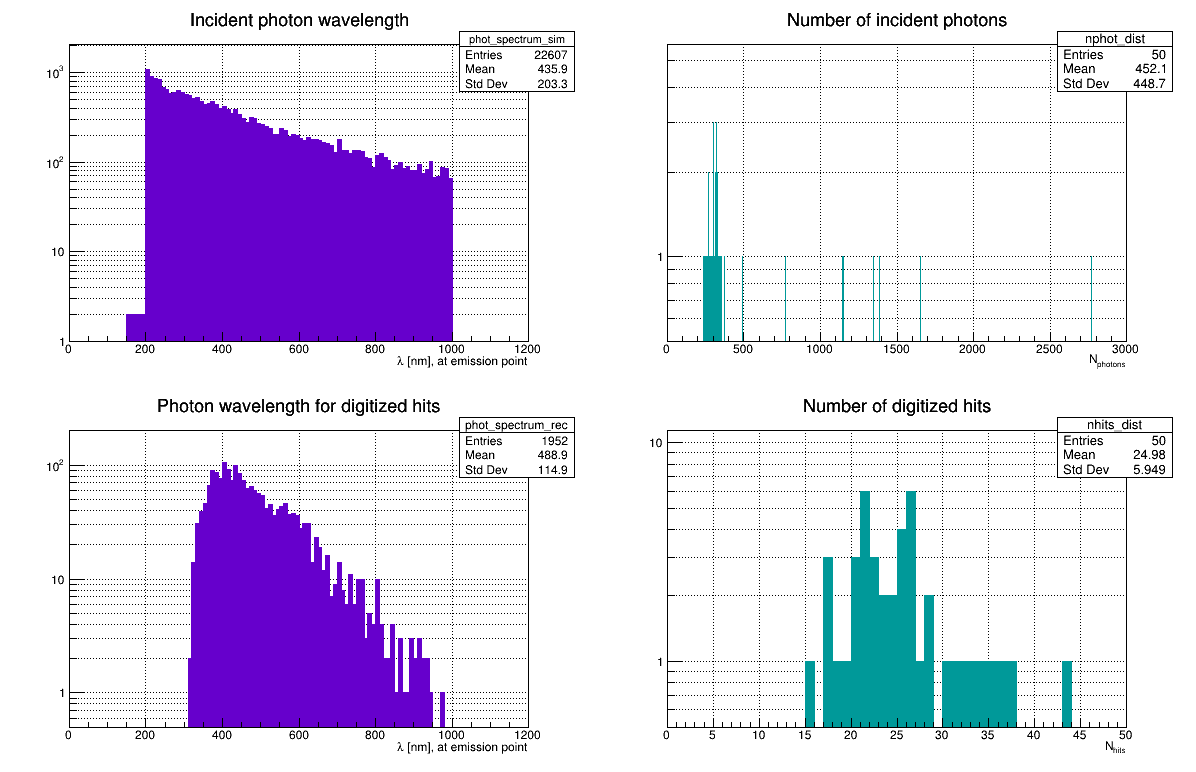 Incident photon wavelength
phot_spectrum_sim
Entries 22607
Mean 435.9
Std Dev 203.3
10³
10²
10
1
0 200 400 600 800 1000 1200
λ [nm], at emission point
Number of incident photons
nphot_dist
Entries 50
Mean 452.1
Std Dev 448.7
1
0 500 1000 1500 2000 2500 3000
Nphotons
Photon wavelength for digitized hits
phot_spectrum_rec
Entries 1952
Mean 488.9
Std Dev 114.9
10²
10
1
0 200 400 600 800 1000 1200
λ [nm], at emission point
Number of digitized hits
nhits_dist
Entries 50
Mean 24.98
Std Dev 5.949
10
1
0 5 10 15 20 25 30 35 40 45 50
Nhits